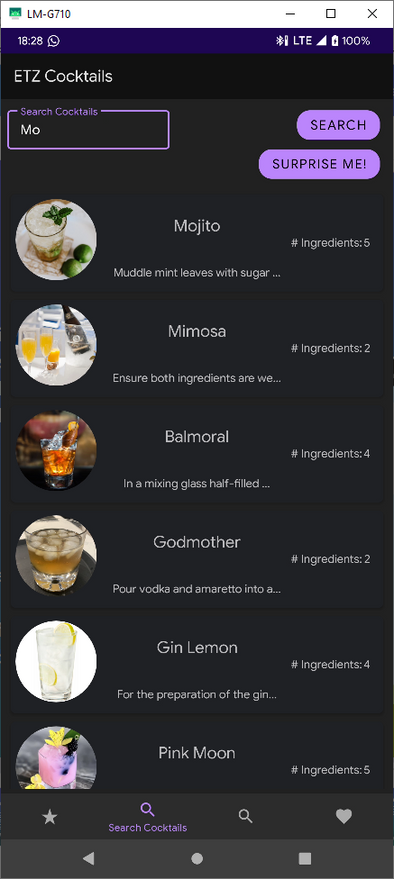 LM-G710
18:28 LTE 100%
ETZ Cocktails
Search Cocktails
Mo
SEARCH
SURPRISE ME!
Mojito
# Ingredients: 5
Muddle mint leaves with sugar ...
Mimosa
# Ingredients: 2
Ensure both ingredients are we...
Balmoral
# Ingredients: 4
In a mixing glass half-filled ...
Godmother
# Ingredients: 2
Pour vodka and amaretto into a...
Gin Lemon
# Ingredients: 4
For the preparation of the gin...
Pink Moon
# Ingredients: 5
Search Cocktails